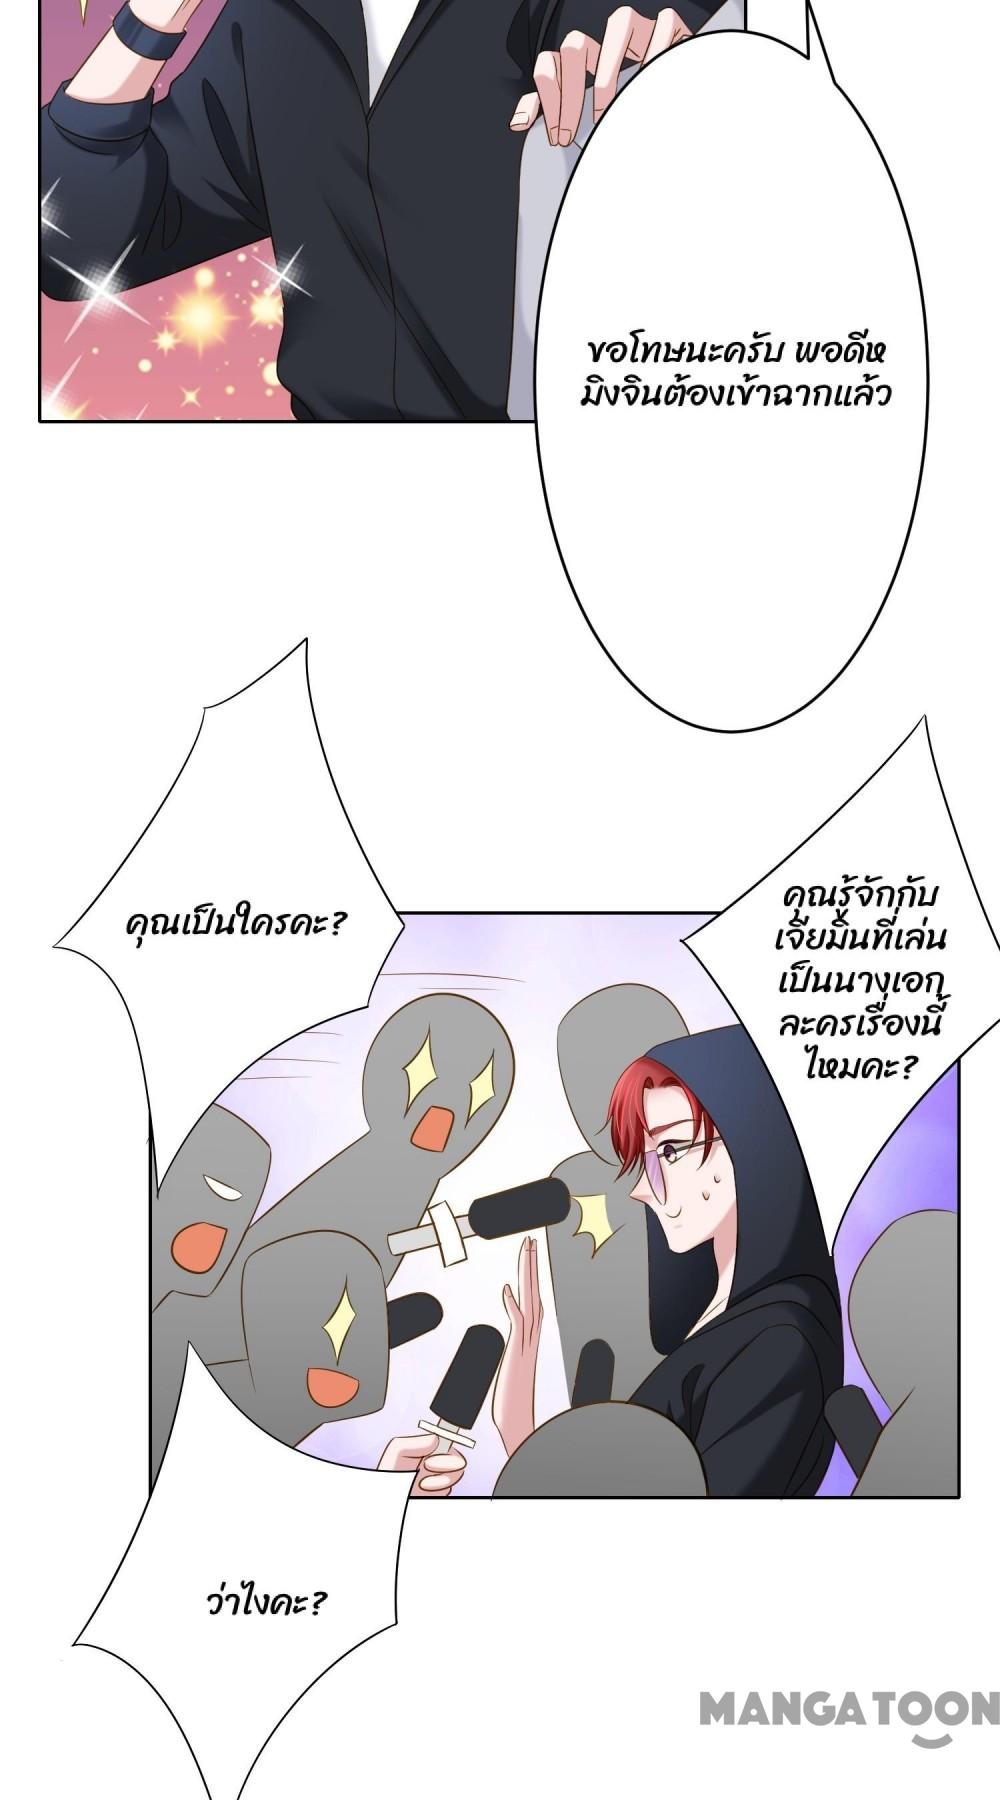 ขอโทษนะครับ พอดีห
มิงจินต้องเข้าฉากแล้ว
คุณเป็นใครคะ?
คุณรู้จักกับ
เจียมินที่เล่น
เป็นนางเอก
ละครเรื่องนี้
ไหมคะ?
ว่าไงคะ?
MANGATOON